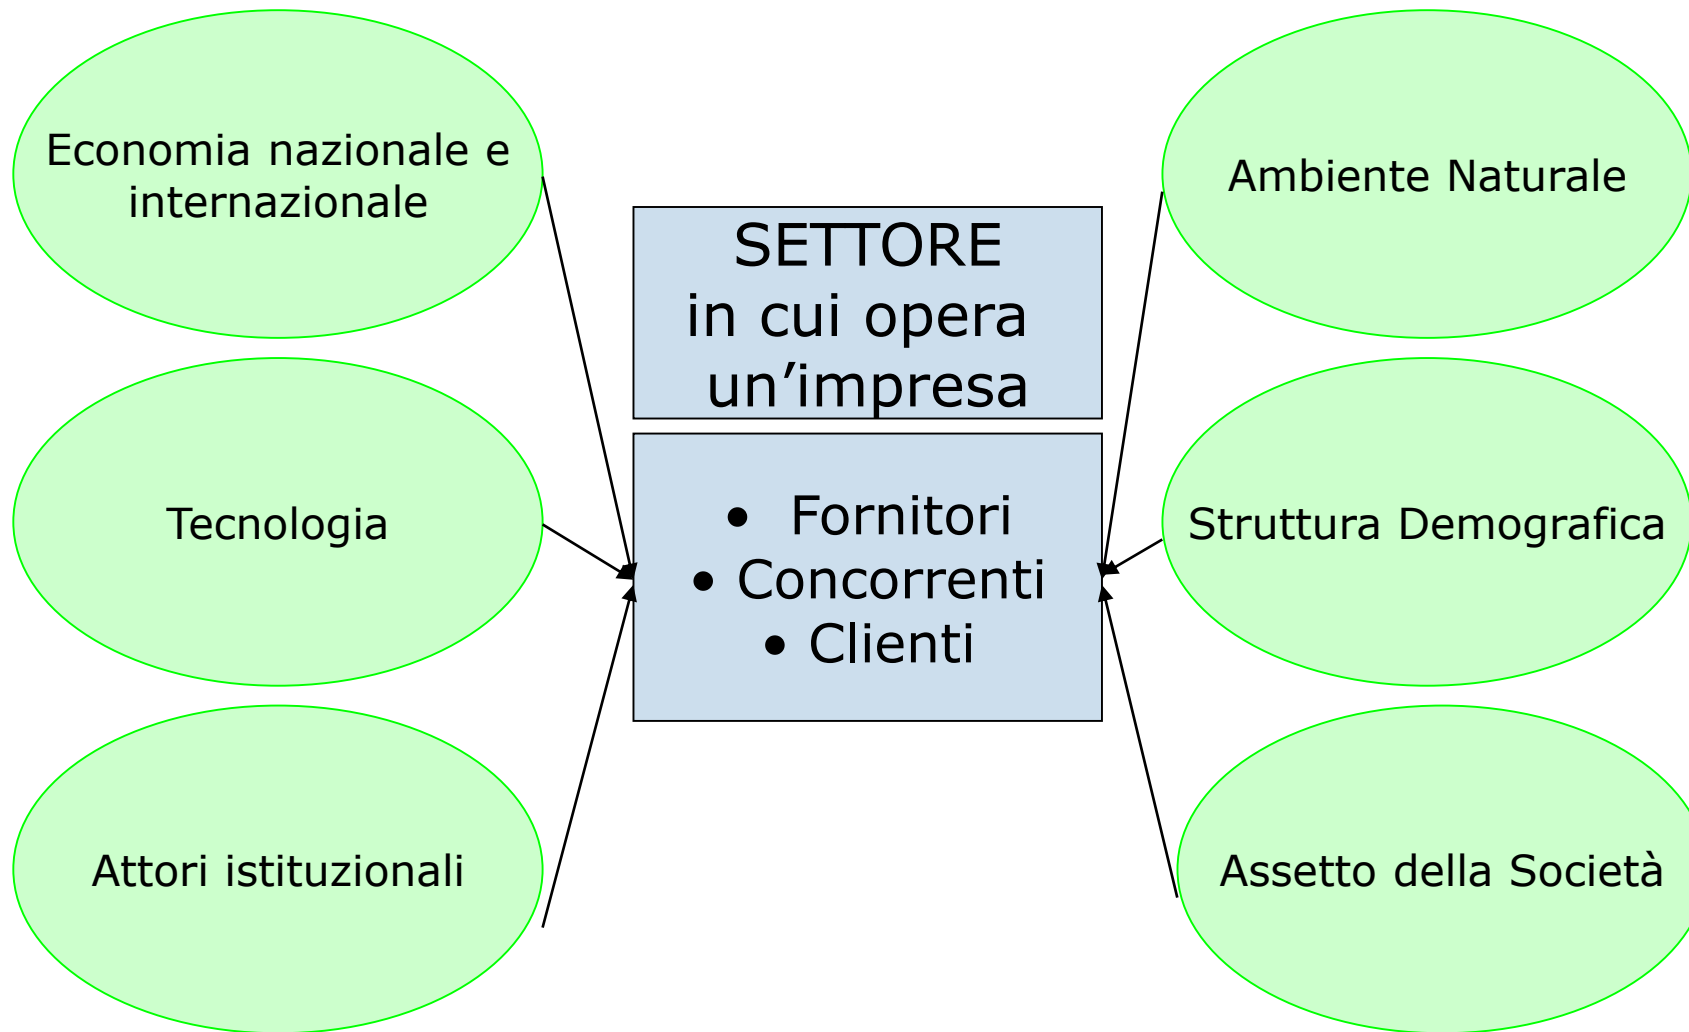 Economia nazionale e
internazionale
Tecnologia
Attori istituzionali
SETTORE
in cui opera
un’impresa
• Fornitori
• Concorrenti
• Clienti
Ambiente Naturale
Struttura Demografica
Assetto della Società